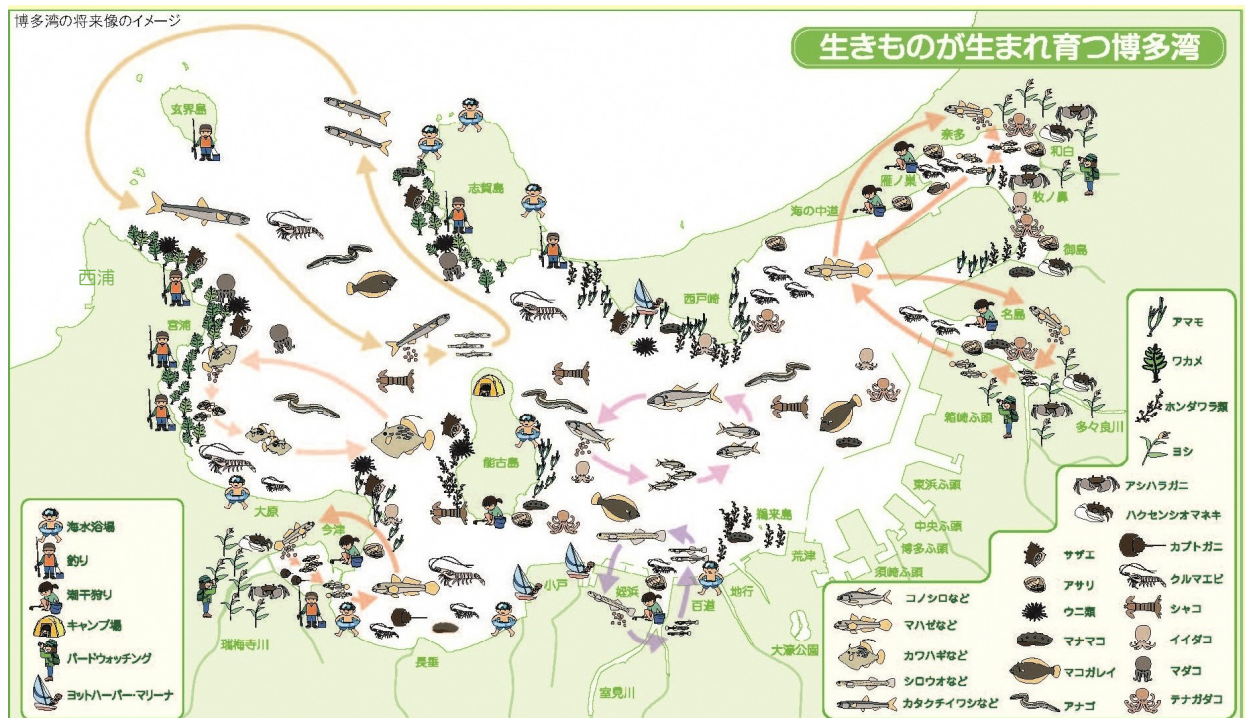 博多湾の将来像のイメージ
生きものが生まれ育つ博多湾
玄界島
志賀島
奈多
和白
雁ノ巣
牧ノ鼻
海の中道
御島
西浦
西戸崎
名島
宮浦
箱崎ふ頭
多々良川
能古島
東浜ふ頭
大原
今津
鵜来島
中央ふ頭
荒津
博多ふ頭
須崎ふ頭
小戸
姪浜
百道
地行
瑞梅寺川
長垂
大濠公園
室見川
海水浴場
釣り
潮干狩り
キャンプ場
バードウォッチング
ヨットハーバー・マリーナ
アマモ
ワカメ
ホンダワラ類
ヨシ
アシハラガニ
ハクセンシオマネキ
サザエ
カブトガニ
アサリ
クルマエビ
コノシロなど
ウニ類
シャコ
マハゼなど
マナマコ
イイダコ
カワハギなど
マコガレイ
マダコ
シロウオなど
アナゴ
テナガダコ
カタクチイワシなど